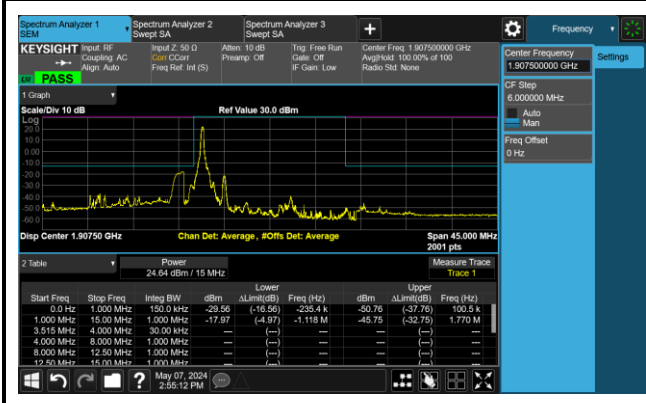 Spectrum Analyzer 1
SEM
Spectrum Analyzer 2
Swept SA
Spectrum Analyzer 3
Swept SA
Frequency
KEYSIGHT
Input: RF
Coupling: AC
Align: Auto
Input Z: 50 Ω
Corr CCorr
Freq Ref: Int (S)
Atten: 10 dB
Preamp: Off
Trig: Free Run
Gate: Off
IF Gain: Low
Center Freq: 1.907500000 GHz
Avg|Hold: 100.00% of 100
Radio Std: None
PASS
Center Frequency
1.907500000 GHz
Settings
CF Step
6.000000 MHz
Auto
Man
Freq Offset
0 Hz
1 Graph
Scale/Div 10 dB
Ref Value 30.0 dBm
Log
20.0
10.0
0.00
-10.0
-20.0
-30.0
-40.0
-50.0
-60.0
Disp Center 1.90750 GHz
Chan Det: Average , #Offs Det: Average
Span 45.000 MHz
2001 pts
2 Table
Power
24.64 dBm / 15 MHz
Measure Trace
Trace 1
Lower Upper
Start Freq Stop Freq Integ BW dBm ΔLimit(dB) Freq (Hz) dBm ΔLimit(dB) Freq (Hz)
0.0 Hz 1.000 MHz 150.0 kHz -29.56 (-16.56) -235.4 k -50.76 (-37.76) 100.5 k
1.000 MHz 15.00 MHz 1.000 MHz -17.97 (-4.97) -1.118 M -45.75 (-32.75) 1.770 M
3.515 MHz 4.000 MHz 30.00 kHz --- (---) --- --- (---) ---
4.000 MHz 8.000 MHz 1.000 MHz --- (---) --- --- (---) ---
8.000 MHz 12.50 MHz 1.000 MHz --- (---) --- --- (---) ---
12.50 MHz 15.00 MHz 1.000 MHz --- (---) --- --- (---) ---
May 07, 2024
2:55:12 PM